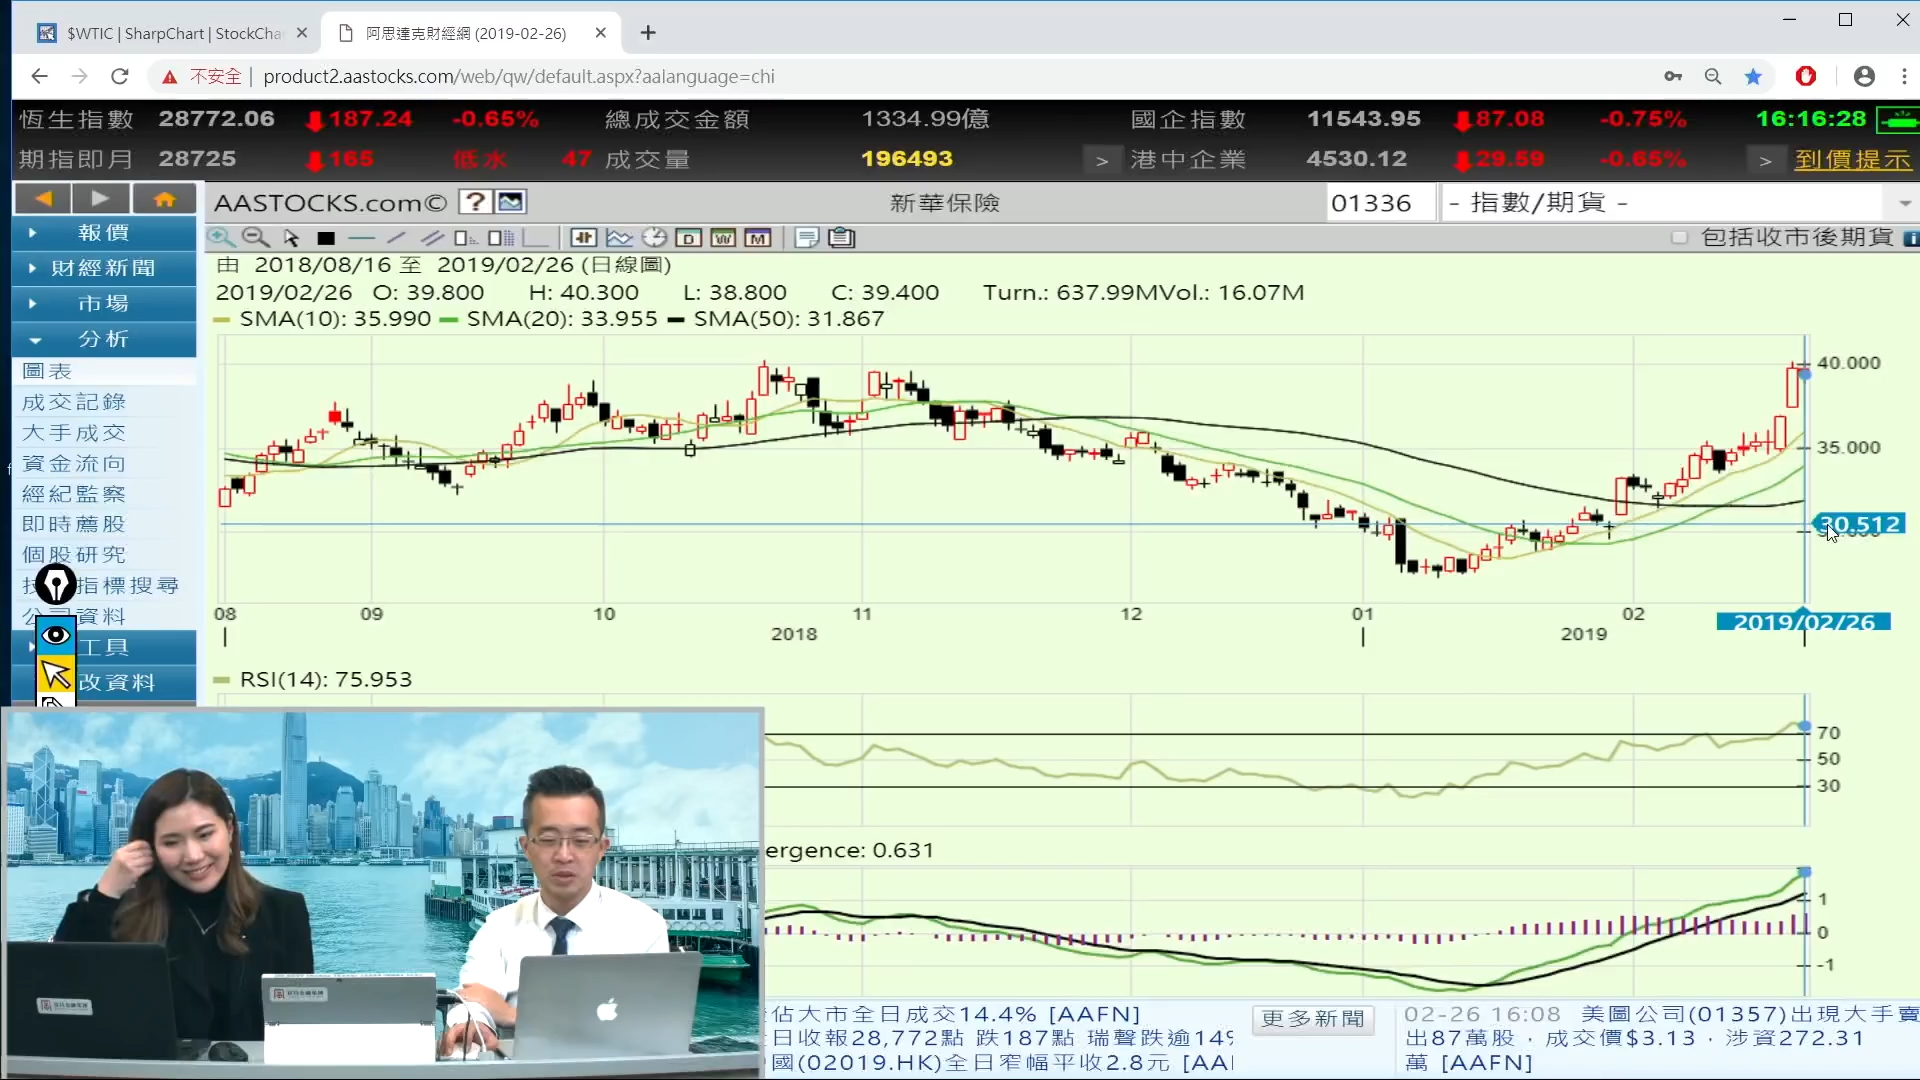 $WTIC | SharpChart | StockCha
阿思達克財經網 (2019-02-26)
不安全 | product2.aastocks.com/web/qw/default.aspx?aalanguage=chi
恆生指數 28772.06 187.24 -0.65% 總成交金額 1334.99億 國企指數 11543.95 87.08 -0.75% 16:16:28
期指即月 28725 165 低水 47 成交量 196493 > 港中企業 4530.12 29.59 -0.65% > 到價提示
AASTOCKS.com© ? 新華保險 01336 - 指數/期貨 -
D W M 包括收市後期貨 i
報價
財經新聞
市場
分析
圖表
成交記錄
大手成交
資金流向
經紀監察
即時薦股
個股研究
指標搜尋
資料
工具
改資料
由 2018/08/16 至 2019/02/26 (日線圖)
2019/02/26 O: 39.800 H: 40.300 L: 38.800 C: 39.400 Turn.: 637.99MVol.: 16.07M
SMA(10): 35.990 SMA(20): 33.955 SMA(50): 31.867
40.000
35.000
30.512
08 09 10 11 12 01 02
2018 2019
2019/02/26
RSI(14): 75.953
70
50
30
ergence: 0.631
1
0
-1
佔大市全日成交14.4% [AAFN]
日收報28,772點 跌187點 瑞聲跌逾14%
國(02019.HK)全日窄幅平收2.8元 [AA
更多新聞
02-26 16:08 美圖公司(01357)出現大手賣
出87萬股，成交價$3.13，涉資272.31
萬 [AAFN]